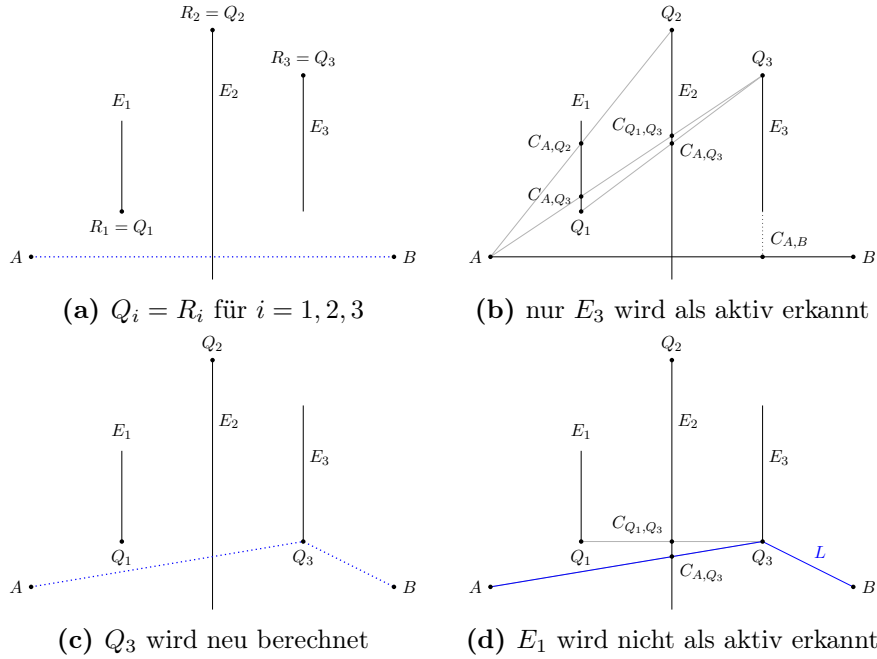 R₂ = Q₂
R₃ = Q₃
E₁
E₂
E₃
R₁ = Q₁
A
B
(a) Qᵢ = Rᵢ für i = 1, 2, 3
Q₂
Q₃
E₁
E₂
E₃
C_{Q₁,Q₃}
C_{A,Q₂}
C_{A,Q₃}
C_{A,Q₃}
Q₁
C_{A,B}
A
B
(b) nur E₃ wird als aktiv erkannt
Q₂
E₁
E₂
E₃
Q₁
Q₃
A
B
(c) Q₃ wird neu berechnet
Q₂
E₁
E₂
E₃
C_{Q₁,Q₃}
Q₁
Q₃
L
C_{A,Q₃}
A
B
(d) E₁ wird nicht als aktiv erkannt